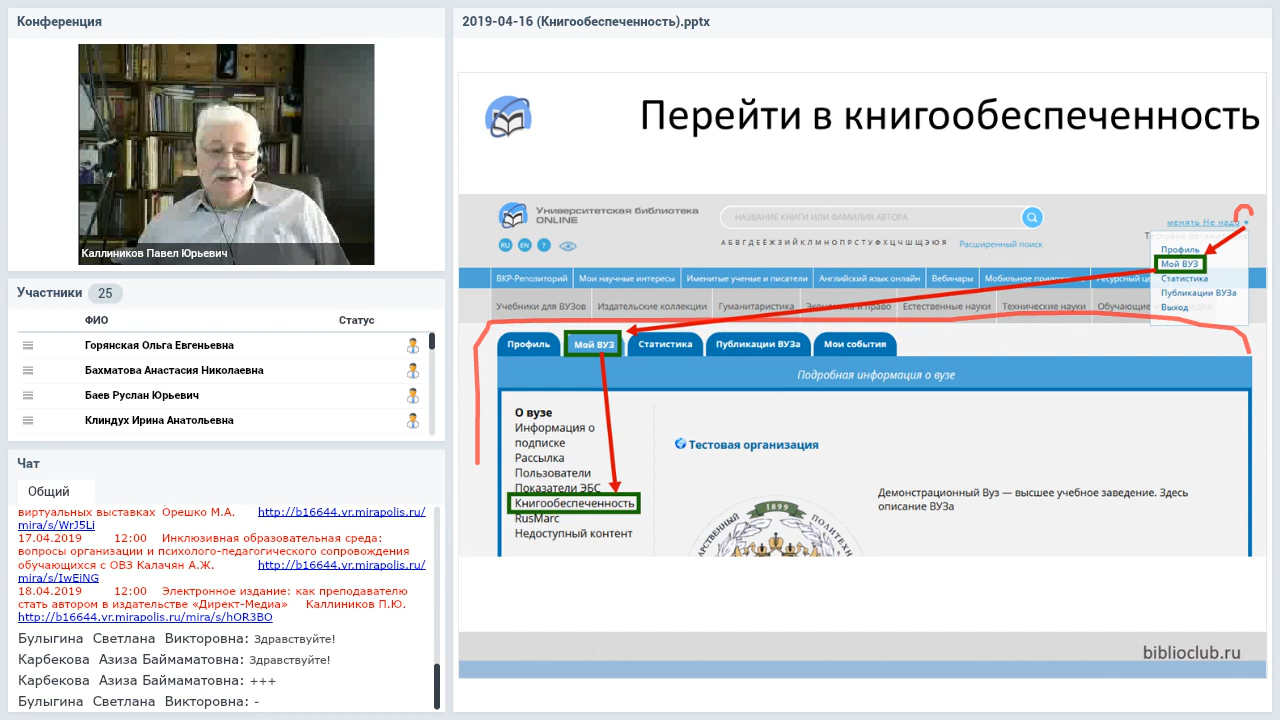 Конференция
Каллиников Павел Юрьевич
Участники 25
ФИО Статус
Горянская Ольга Евгеньевна
Бахматова Анастасия Николаевна
Баев Руслан Юрьевич
Клиндух Ирина Анатольевна
Чат
Общий
виртуальных выставках Орешко М.А. http://b16644.vr.mirapolis.ru/
mira/s/WrJ5Li
17.04.2019 12:00 Инклюзивная образовательная среда:
вопросы организации и психолого-педагогического сопровождения
обучающихся с ОВЗ Калачян А.Ж. http://b16644.vr.mirapolis.ru/
mira/s/IwEiNG
18.04.2019 12:00 Электронное издание: как преподавателю
стать автором в издательстве «Директ-Медиа» Каллиников П.Ю.
http://b16644.vr.mirapolis.ru/mira/s/hOR3BO
Булыгина Светлана Викторовна: Здравствуйте!
Карбекова Азиза Баймаматовна: Здравствуйте!
Карбекова Азиза Баймаматовна: +++
Булыгина Светлана Викторовна: -
2019-04-16 (Книгообеспеченность).pptx
Перейти в книгообеспеченность
Университетская библиотека
ONLINE
НАЗВАНИЕ КНИГИ ИЛИ ФАМИЛИЯ АВТОРА
RU EN ?
А Б В Г Д Е Ё Ж З И Й К Л М Н О П Р С Т У Ф Х Ц Ч Ш Щ Э Ю Я Расширенный поиск
менять Не надо
Профиль
Мой ВУЗ
Статистика
Публикации ВУЗа
Выход
ВКР-Репозиторий Мои научные интересы Именитые ученые и писатели Английский язык онлайн Вебинары Мобильное
Учебники для ВУЗов Издательские коллекции Гуманитаристика Экономика и право Естественные науки Технические науки Обучающие
Профиль Мой ВУЗ Статистика Публикации ВУЗа Мои события
Подробная информация о вузе
О вузе
Информация о
подписке
Рассылка
Пользователи
Показатели ЭБС
Книгообеспеченность
RusMarc
Недоступный контент
Тестовая организация
Демонстрационный Вуз — высшее учебное заведение. Здесь
описание ВУЗа
1899
biblioclub.ru